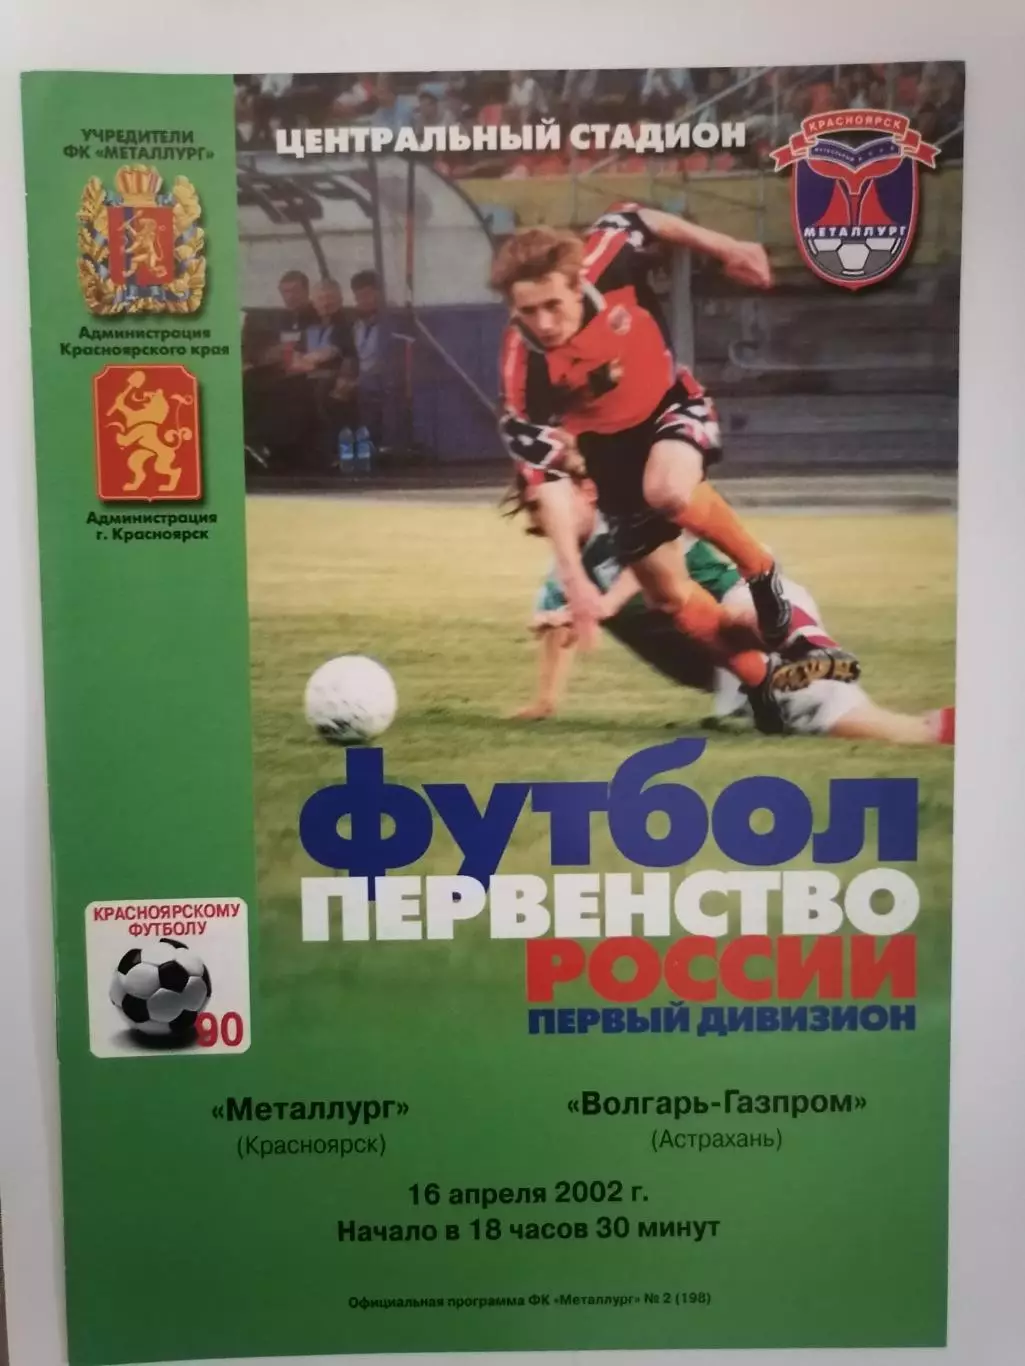 УЧРЕДИТЕЛИ
ФК «МЕТАЛЛУРГ»
Администрация
Красноярского края
Администрация
г. Красноярск
ЦЕНТРАЛЬНЫЙ СТАДИОН
КРАСНОЯРСК
МЕТАЛЛУРГ
футбол
ПЕРВЕНСТВО
РОССИИ
ПЕРВЫЙ ДИВИЗИОН
КРАСНОЯРСКОМУ
ФУТБОЛУ
90
«Металлург»
(Красноярск)
«Волгарь-Газпром»
(Астрахань)
16 апреля 2002 г.
Начало в 18 часов 30 минут
Официальная программа ФК «Металлург» № 2 (198)